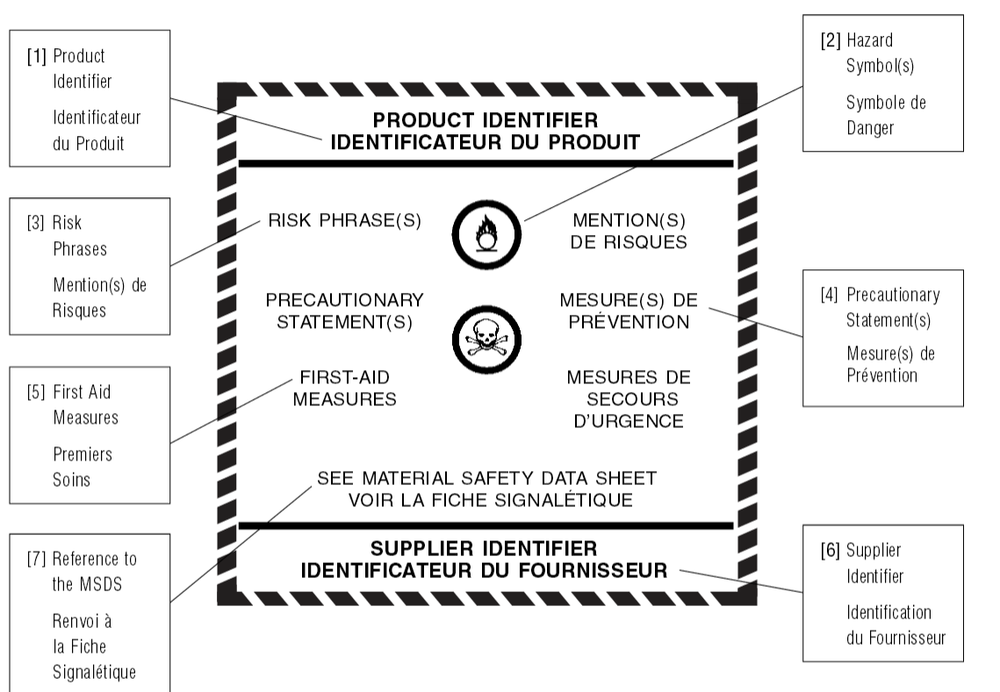 [1] Product
Identifier
Identificateur
du Produit
[2] Hazard
Symbol(s)
Symbole de
Danger
PRODUCT IDENTIFIER
IDENTIFICATEUR DU PRODUIT
[3] Risk
Phrases
Mention(s) de
Risques
RISK PHRASE(S)
MENTION(S)
DE RISQUES
[4] Precautionary
Statement(s)
Mesure(s) de
Prévention
PRECAUTIONARY
STATEMENT(S)
MESURE(S) DE
PRÉVENTION
[5] First Aid
Measures
Premiers
Soins
FIRST-AID
MEASURES
MESURES DE
SECOURS
D'URGENCE
SEE MATERIAL SAFETY DATA SHEET
VOIR LA FICHE SIGNALÉTIQUE
[6] Supplier
Identifier
Identification
du Fournisseur
SUPPLIER IDENTIFIER
IDENTIFICATEUR DU FOURNISSEUR
[7] Reference to
the MSDS
Renvoi à
la Fiche
Signalétique